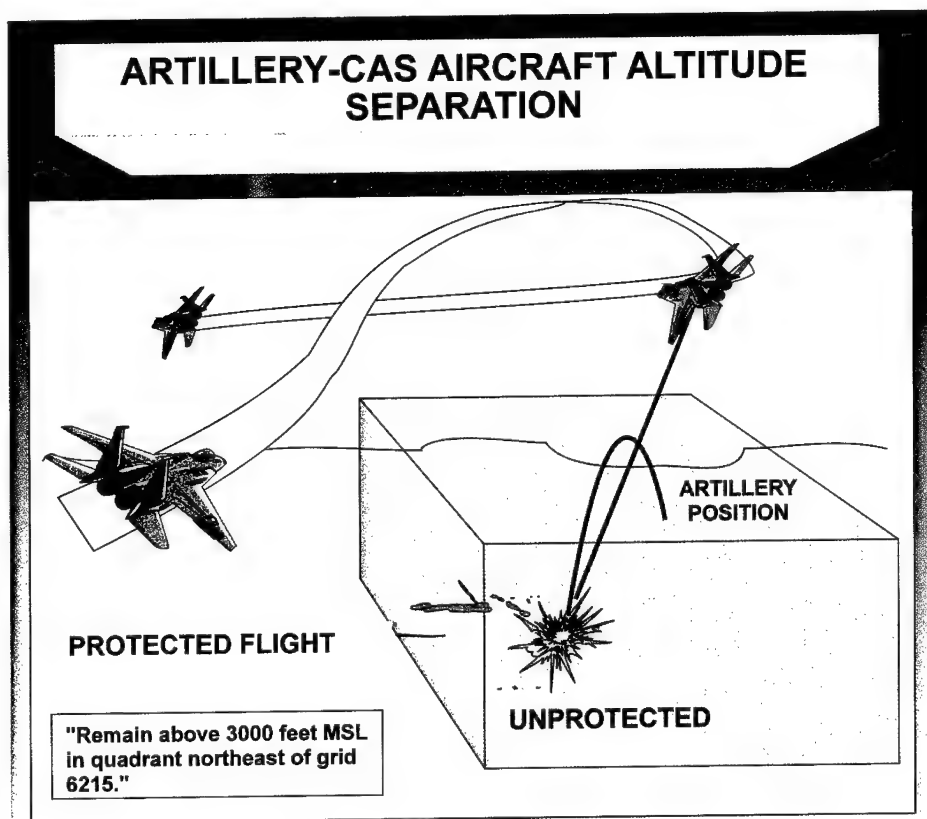 ARTILLERY-CAS AIRCRAFT ALTITUDE
SEPARATION
ARTILLERY
POSITION
PROTECTED FLIGHT
UNPROTECTED
"Remain above 3000 feet MSL
in quadrant northeast of grid
6215."